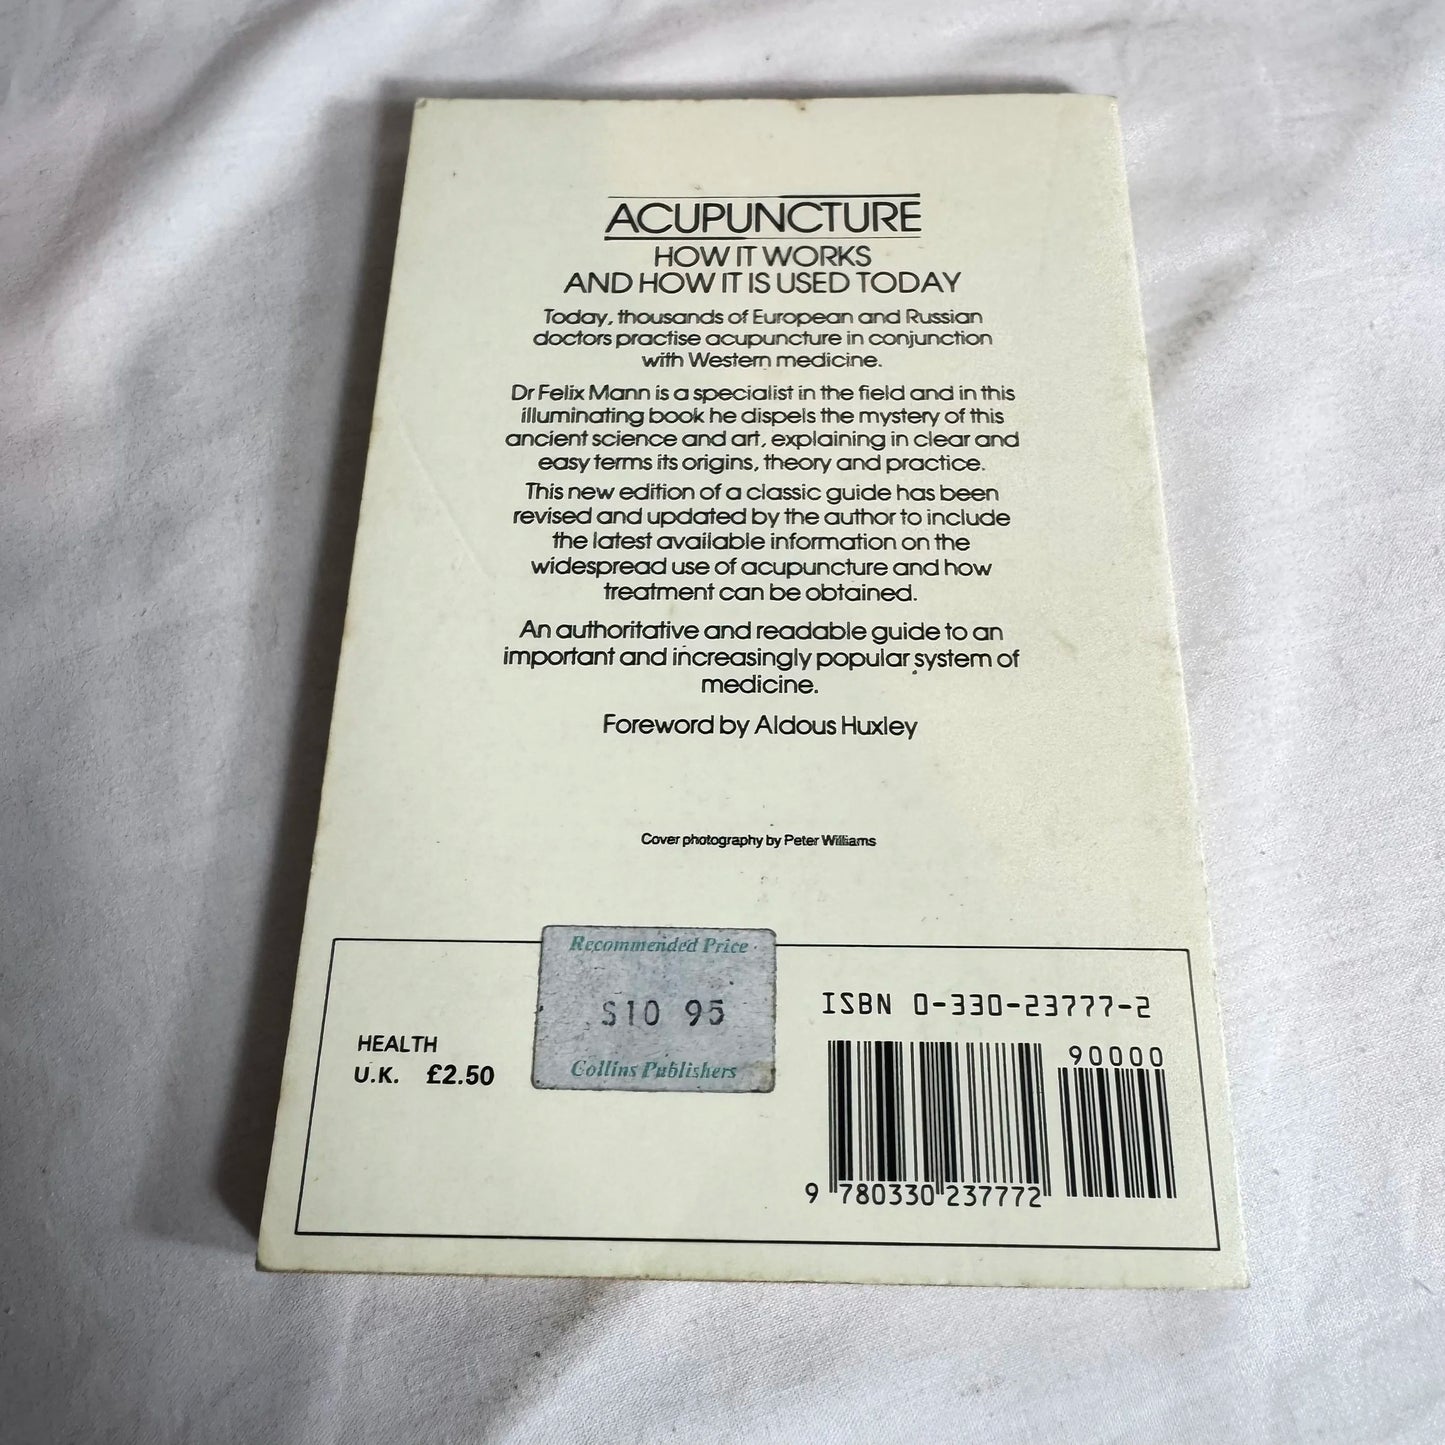 ACUPUNCTURE
HOW IT WORKS
AND HOW IT IS USED TODAY
Today, thousands of European and Russian
doctors practise acupuncture in conjunction
with Western medicine.
Dr Felix Mann is a specialist in the field and in this
illuminating book he dispels the mystery of this
ancient science and art, explaining in clear and
easy terms its origins, theory and practice.
This new edition of a classic guide has been
revised and updated by the author to include
the latest available information on the
widespread use of acupuncture and how
treatment can be obtained.
An authoritative and readable guide to an
important and increasingly popular system of
medicine.
Foreword by Aldous Huxley
Cover photography by Peter Williams
Recommended Price
$10 95
Collins Publishers
HEALTH
U.K. £2.50
ISBN 0-330-23777-2
90000
9 780330 237772